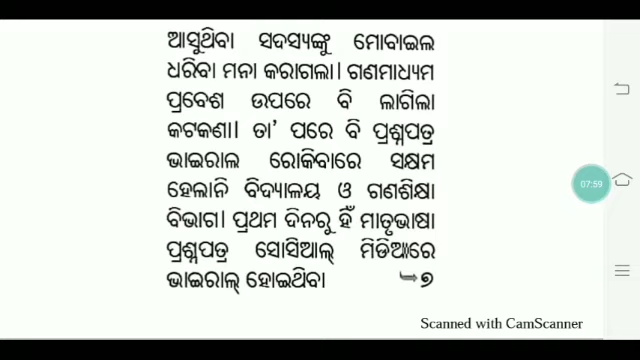 ଆସୁଥିବା ସଦସ୍ୟଙ୍କୁ ମୋବାଇଲ
ଧରିବା ମନା କରାଗଲା। ଗଣମାଧ୍ୟମ
ପ୍ରବେଶ ଉପରେ ବି ଲାଗିଲା
କଟକଣା। ତା' ପରେ ବି ପ୍ରଶ୍ନପତ୍ର
ଭାଇରାଲ ରୋକିବାରେ ସକ୍ଷମ
ହେଲାନି ବିଦ୍ୟାଳୟ ଓ ଗଣଶିକ୍ଷା
ବିଭାଗ। ପ୍ରଥମ ଦିନରୁ ହିଁ ମାତୃଭାଷା
ପ୍ରଶ୍ନପତ୍ର ସୋସିଆଲ୍ ମିଡିଆରେ
ଭାଇରାଲ୍ ହୋଇଥିବା ➥୭
07:59
Scanned with CamScanner